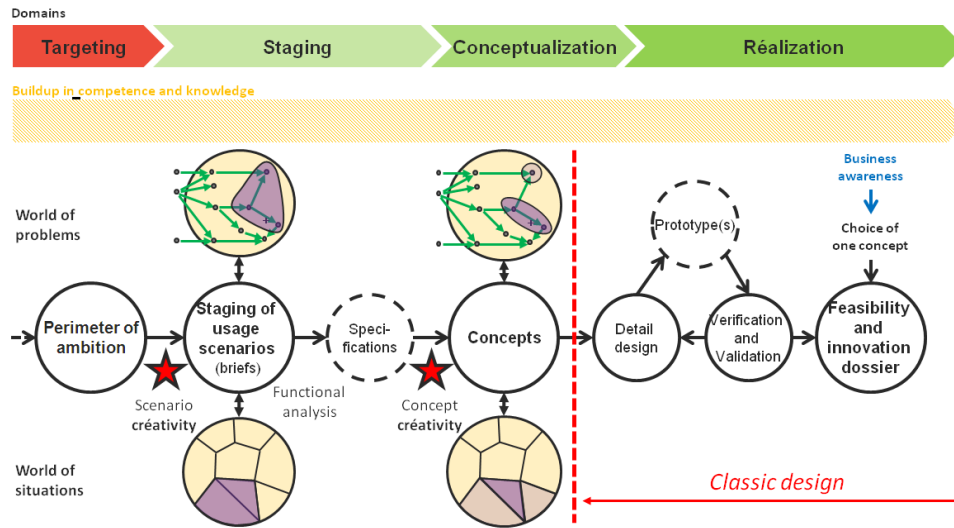 Domains
Targeting
Staging
Conceptualization
Réalization
Buildup in competence and knowledge
World of
problems
Business
awareness
Prototype(s)
Choice of
one concept
Perimeter of
ambition
Staging of
usage
scenarios
(briefs)
Speci-
fications
Concepts
Detail
design
Verification
and
Validation
Feasibility
and
innovation
dossier
Scenario
créativity
Functional
analysis
Concept
créativity
World of
situations
Classic design